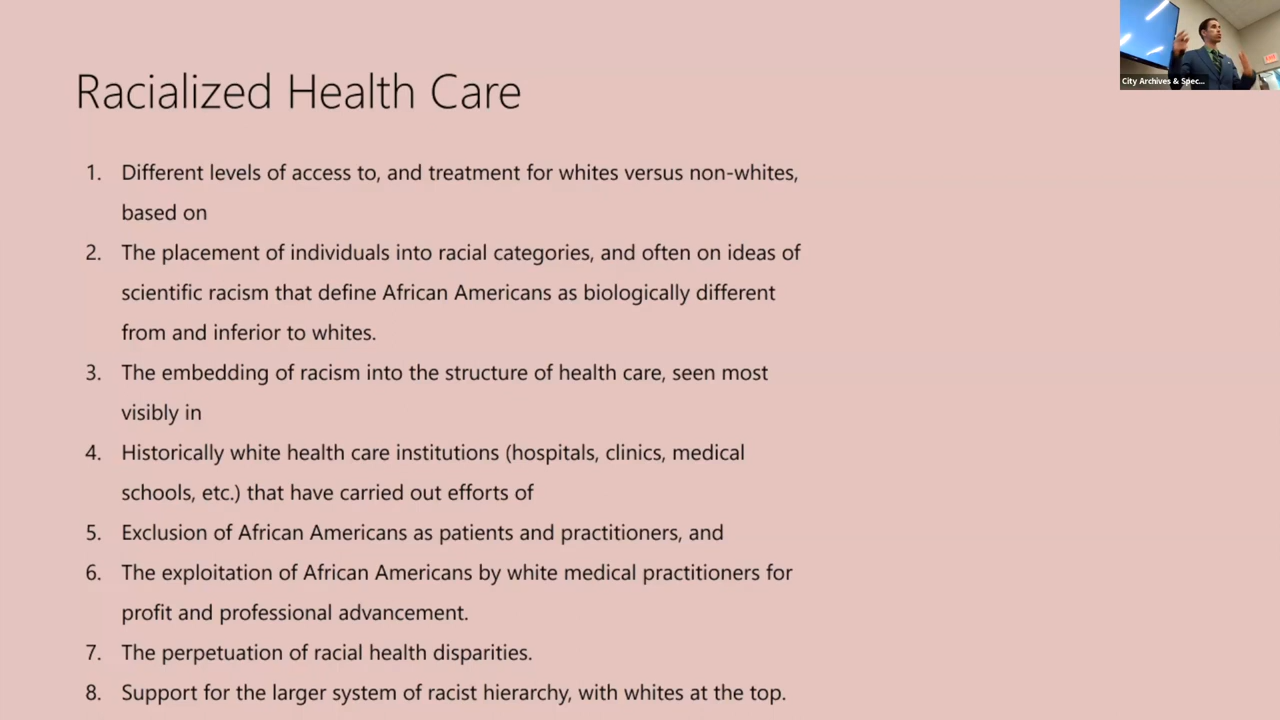 City Archives & Spec...
Racialized Health Care
1. Different levels of access to, and treatment for whites versus non-whites,
based on
2. The placement of individuals into racial categories, and often on ideas of
scientific racism that define African Americans as biologically different
from and inferior to whites.
3. The embedding of racism into the structure of health care, seen most
visibly in
4. Historically white health care institutions (hospitals, clinics, medical
schools, etc.) that have carried out efforts of
5. Exclusion of African Americans as patients and practitioners, and
6. The exploitation of African Americans by white medical practitioners for
profit and professional advancement.
7. The perpetuation of racial health disparities.
8. Support for the larger system of racist hierarchy, with whites at the top.